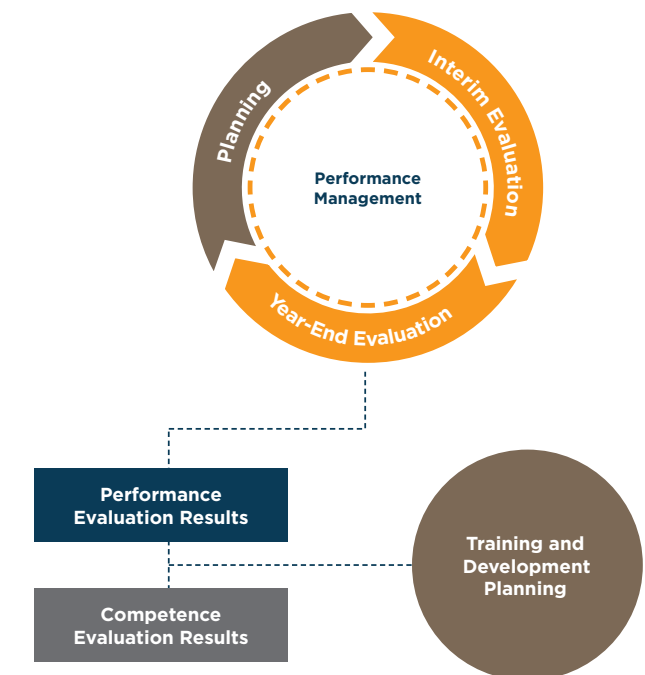 Planning
Interim Evaluation
Performance
Management
Year-End Evaluation
Performance
Evaluation Results
Training and
Development
Planning
Competence
Evaluation Results